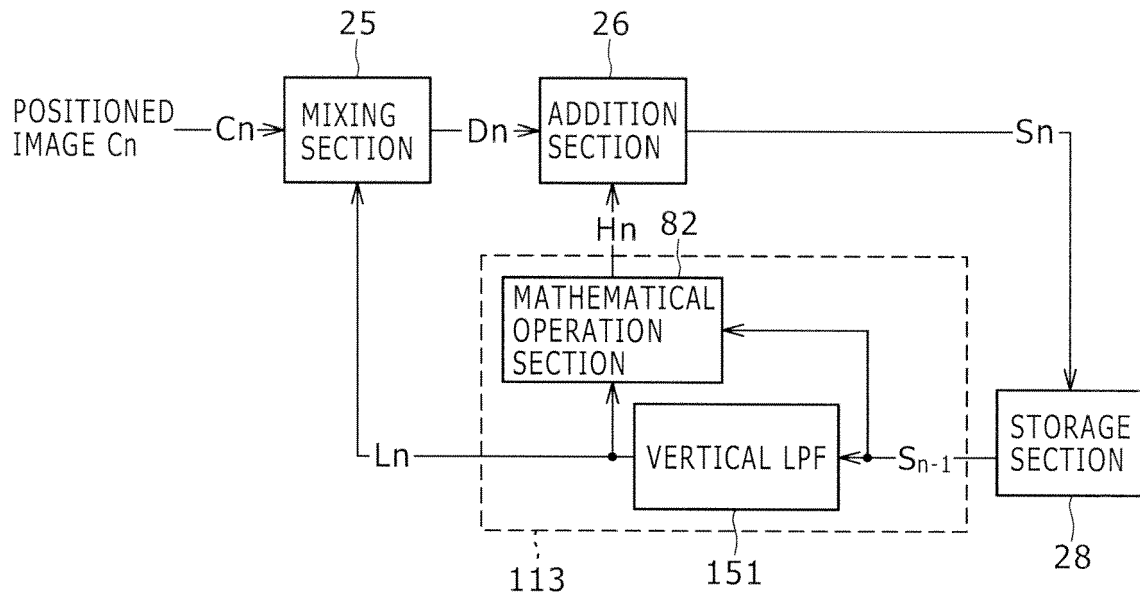 25
26
POSITIONED
IMAGE Cn
Cn
MIXING
SECTION
Dn
ADDITION
SECTION
Sn
Hn
82
MATHEMATICAL
OPERATION
SECTION
Ln
VERTICAL LPF
Sn-1
STORAGE
SECTION
113
151
28